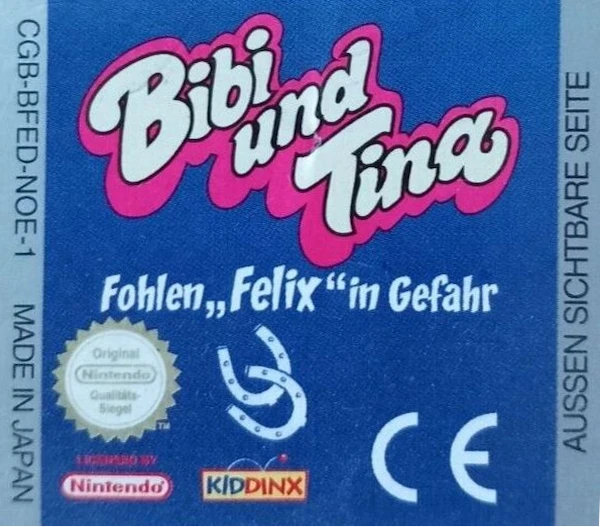 Bibi
und
Tina
Fohlen „Felix“ in Gefahr
Original
Nintendo
Qualitäts-
Siegel
TM
LICENSED BY
Nintendo
KIDDINX
CE
CGB-BFED-NOE-1 MADE IN JAPAN
AUSSEN SICHTBARE SEITE